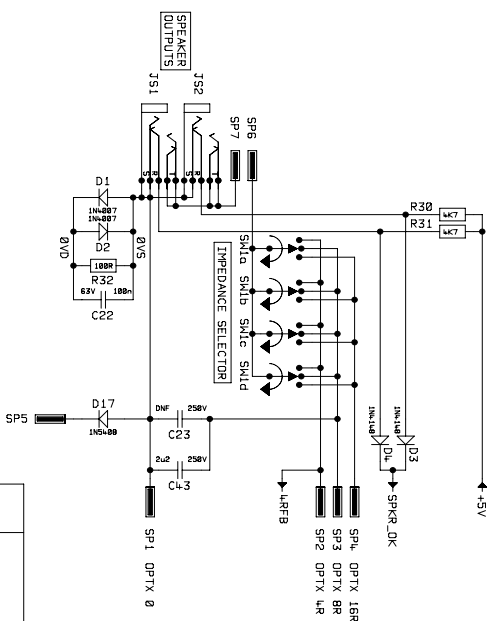 SPEAKER
OUTPUTS
JS1
JS2
SP7
SP6
S
R
T
S
R
T
D1
1N4007
1N4007
D2
0VD
0VS
100R
R32
63V 100n
C22
IMPEDANCE SELECTOR
SW1a
SW1b
SW1c
SW1d
R30
4K7
R31
4K7
SP5
D17
1N5408
DNF 250V
C23
2u2 250V
C43
1N4148
D4
1N4148
D3
SPKR_OK
+5V
4RFB
SP1 OPTX 0
SP2 OPTX 4R
SP3 OPTX 8R
SP4 OPTX 16R